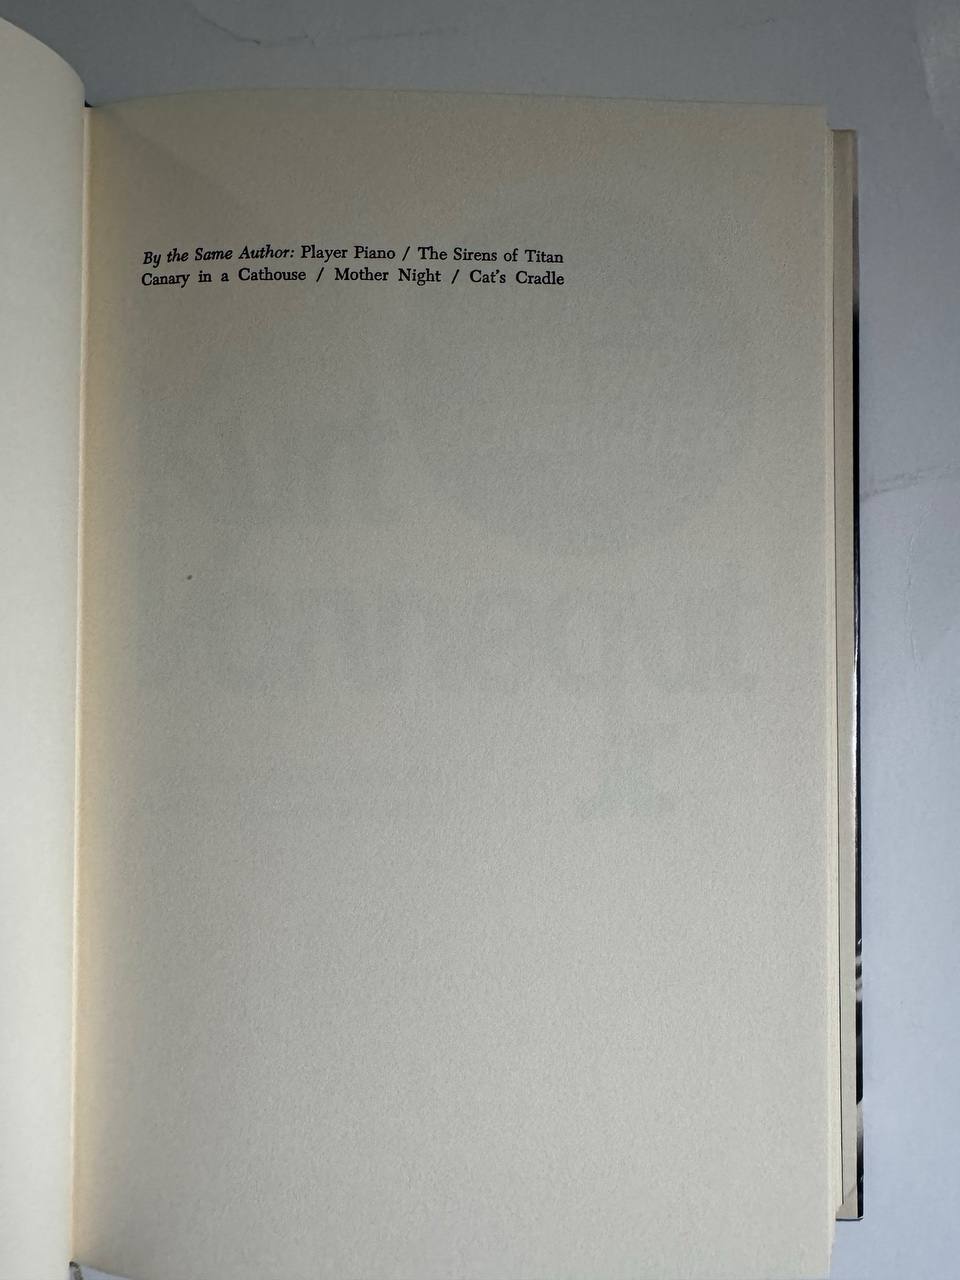 By the Same Author: Player Piano / The Sirens of Titan
Canary in a Cathouse / Mother Night / Cat's Cradle